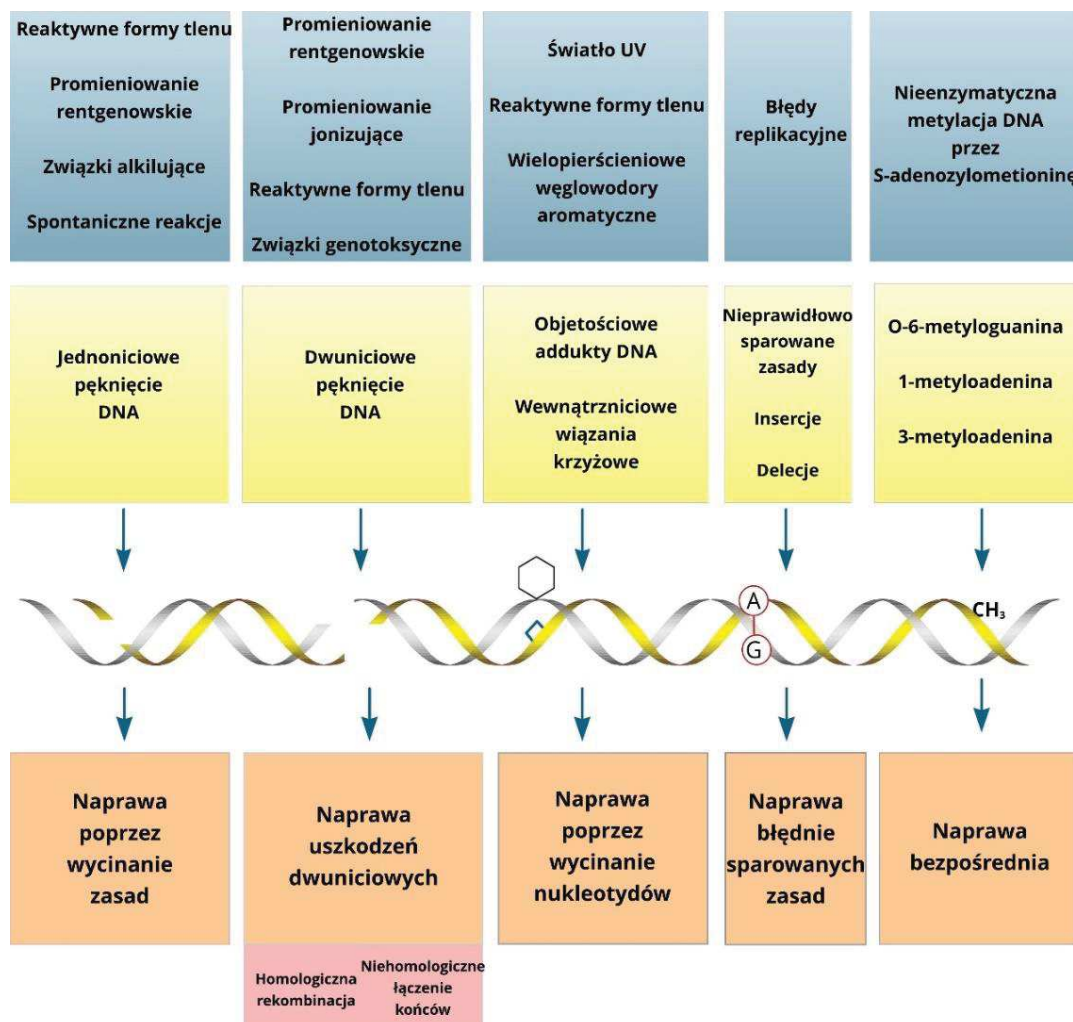 Reaktywne formy tlenu
Promieniowanie
rentgenowskie
Związki alkilujące
Spontaniczne reakcje
Promieniowanie
rentgenowskie
Promieniowanie
jonizujące
Reaktywne formy tlenu
Związki genotoksyczne
Światło UV
Reaktywne formy tlenu
Wielopierścieniowe
węglowodory
aromatyczne
Błędy
replikacyjne
Nieenzymatyczna
metylacja DNA
przez
S-adenozylometioninę
Jednoniciowe
pęknięcie
DNA
Dwuniciowe
pęknięcie
DNA
Objetościowe
addukty DNA
Wewnątrzniciowe
wiązania
krzyżowe
Nieprawidłowo
sparowane
zasady
Insercje
Delecje
O-6-metyloguanina
1-metyloadenina
3-metyloadenina
A
G
CH₃
Naprawa
poprzez
wycinanie
zasad
Naprawa
uszkodzeń
dwuniciowych
Homologiczna
rekombinacja
Niehomologiczne
łączenie
końców
Naprawa
poprzez
wycinanie
nukleotydów
Naprawa
błędnie
sparowanych
zasad
Naprawa
bezpośrednia